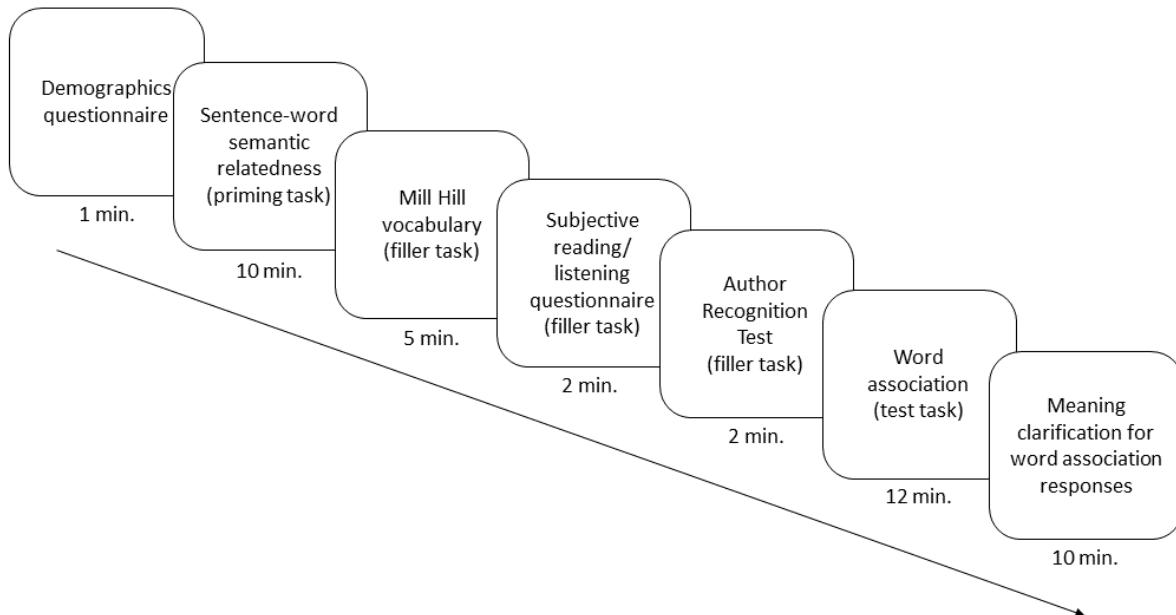 Demographics
questionnaire
1 min.
Sentence-word
semantic
relatedness
(priming task)
10 min.
Mill Hill
vocabulary
(filler task)
5 min.
Subjective
reading/
listening
questionnaire
(filler task)
2 min.
Author
Recognition
Test
(filler task)
2 min.
Word
association
(test task)
12 min.
Meaning
clarification for
word association
responses
10 min.